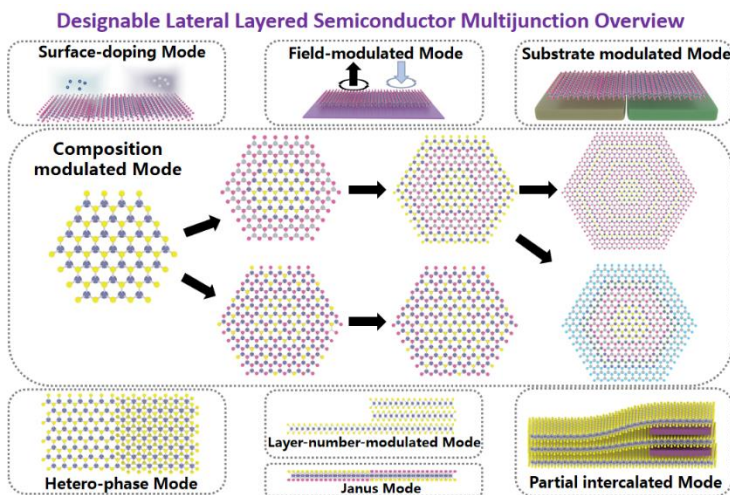 Designable Lateral Layered Semiconductor Multijunction Overview
Surface-doping Mode
Field-modulated Mode
Substrate modulated Mode
Composition
modulated Mode
Hetero-phase Mode
Layer-number-modulated Mode
Janus Mode
Partial intercalated Mode